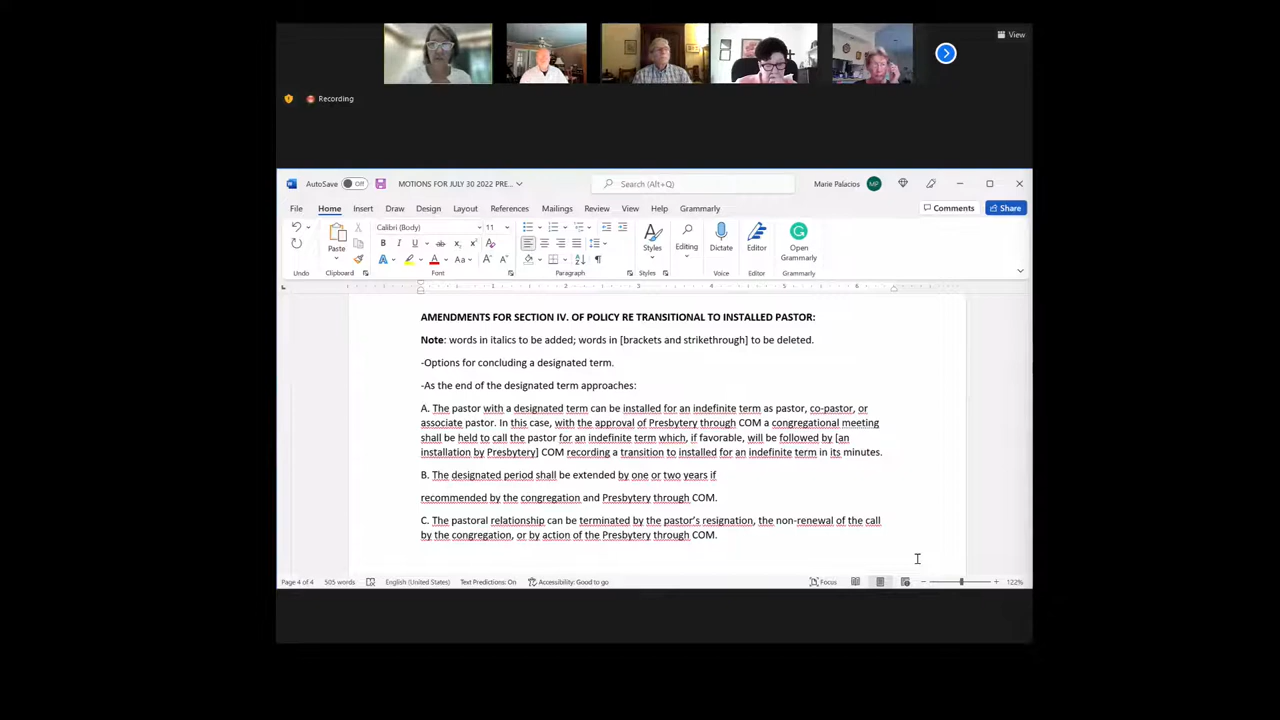 View
Recording
AutoSave Off MOTIONS FOR JULY 30 2022 PRE... Search (Alt+Q) Marie Palacios MP
File Home Insert Draw Design Layout References Mailings Review View Help Grammarly Comments Share
Calibri (Body) 11
Paste Styles Editing Dictate Editor Open Grammarly
Undo Clipboard Font Paragraph Styles Voice Editor Grammarly
1 2 3 4 5 6
AMENDMENTS FOR SECTION IV. OF POLICY RE TRANSITIONAL TO INSTALLED PASTOR:
Note: words in italics to be added; words in [brackets and strikethrough] to be deleted.
-Options for concluding a designated term.
-As the end of the designated term approaches:
A. The pastor with a designated term can be installed for an indefinite term as pastor, co-pastor, or
associate pastor. In this case, with the approval of Presbytery through COM a congregational meeting
shall be held to call the pastor for an indefinite term which, if favorable, will be followed by [an
installation by Presbytery] COM recording a transition to installed for an indefinite term in its minutes.
B. The designated period shall be extended by one or two years if
recommended by the congregation and Presbytery through COM.
C. The pastoral relationship can be terminated by the pastor's resignation, the non-renewal of the call
by the congregation, or by action of the Presbytery through COM.
Page 4 of 4 505 words English (United States) Text Predictions: On Accessibility: Good to go Focus 122%